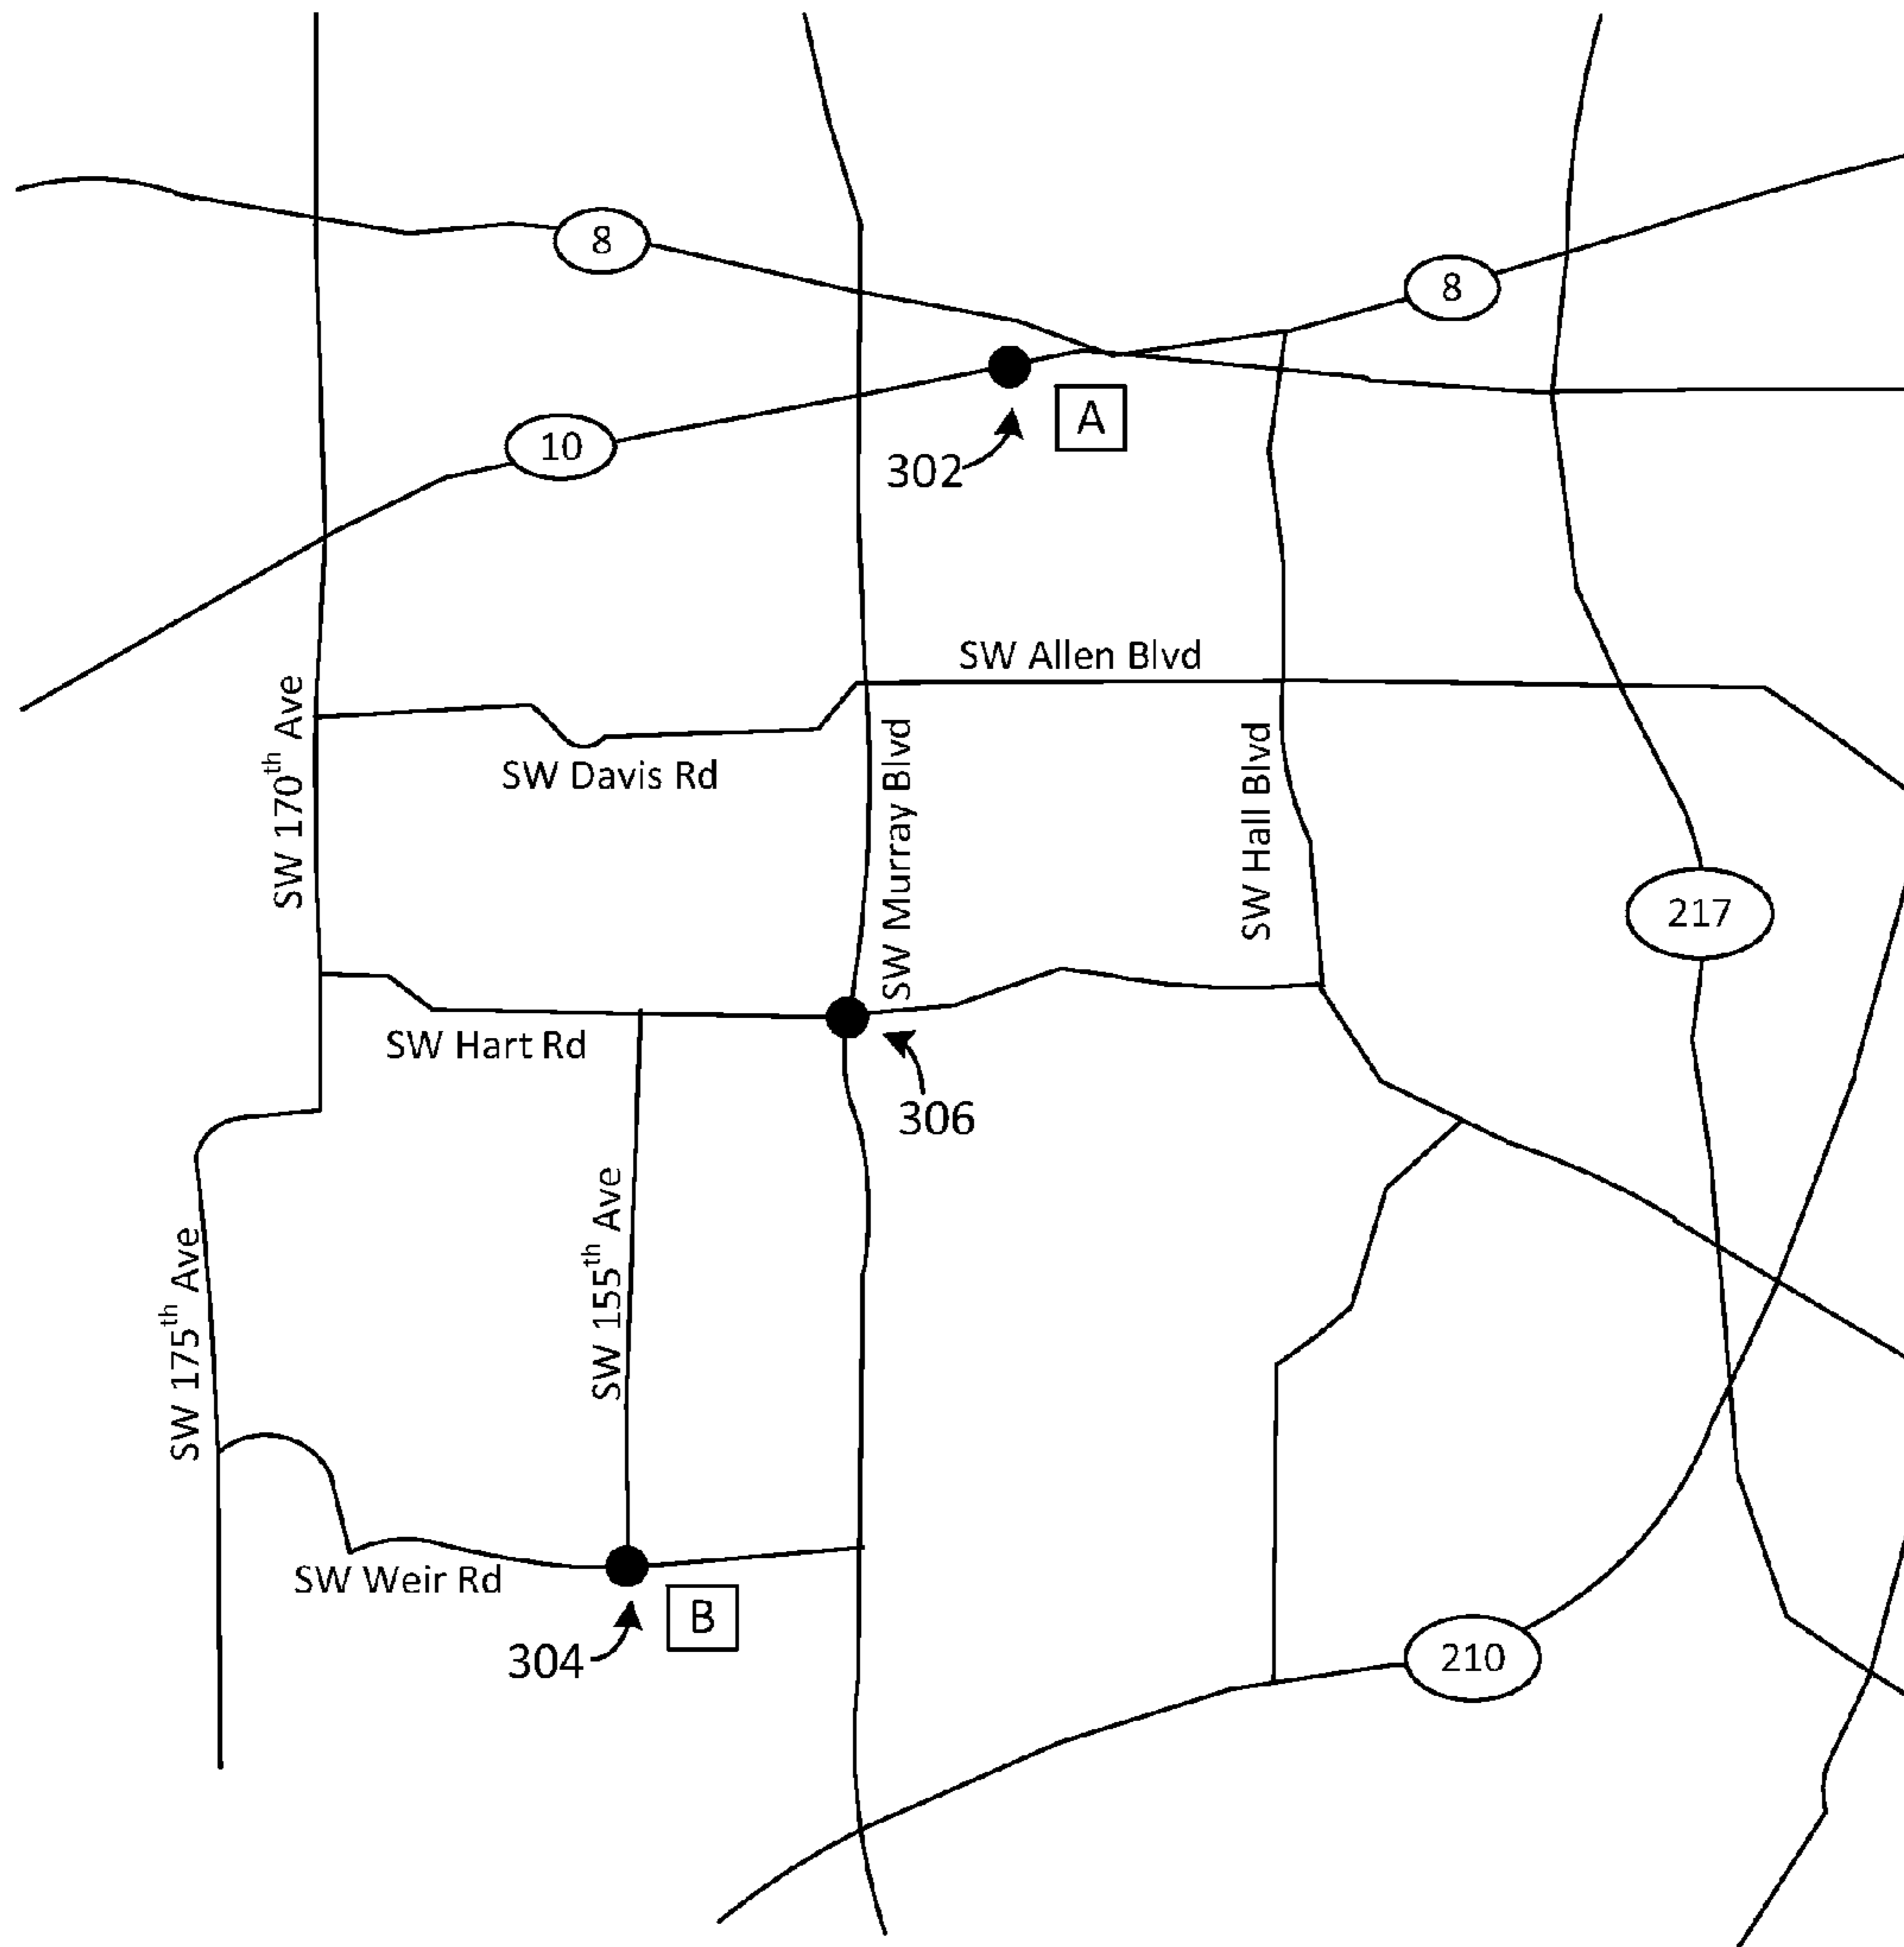 8
8
A
10
302
SW Allen Blvd
SW 170th Ave
SW Davis Rd
SW Murray Blvd
SW Hall Blvd
217
SW Hart Rd
306
SW 155th Ave
SW 175th Ave
SW Weir Rd
B
304
210